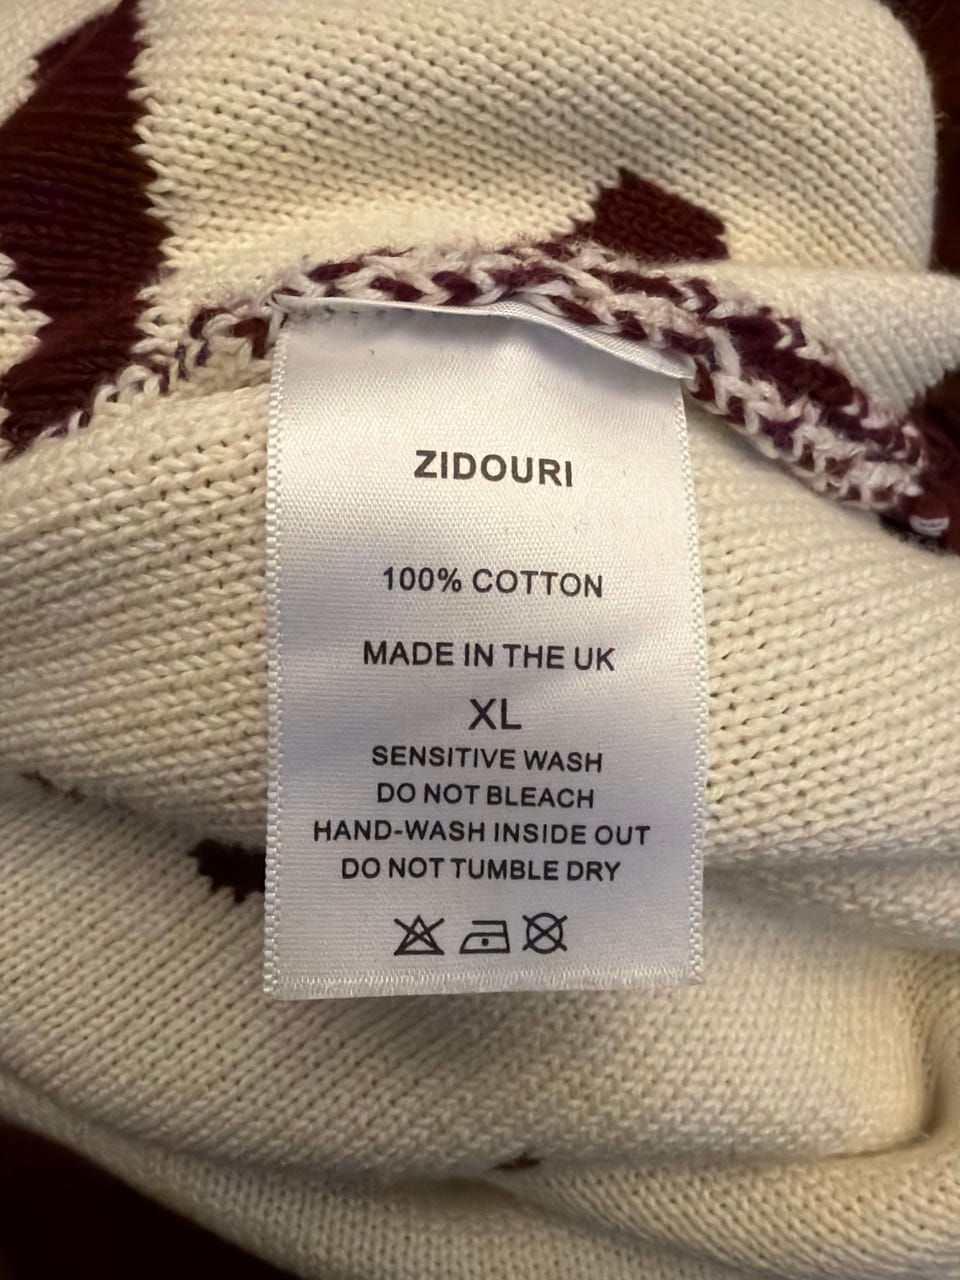 ZIDOURI
100% COTTON
MADE IN THE UK
XL
SENSITIVE WASH
DO NOT BLEACH
HAND-WASH INSIDE OUT
DO NOT TUMBLE DRY